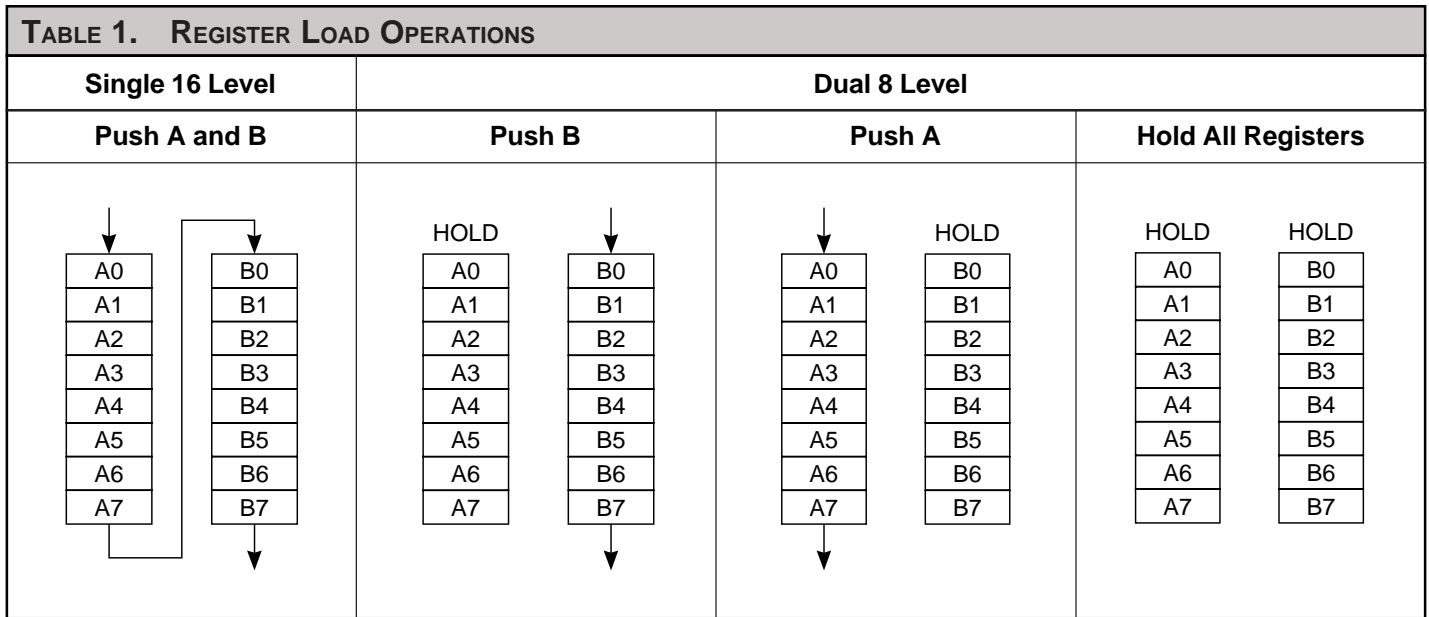 TABLE 1. REGISTER LOAD OPERATIONS
Single 16 Level Dual 8 Level
Push A and B Push B Push A Hold All Registers
HOLD HOLD HOLD HOLD
A0 B0 A0 B0 A0 B0 A0 B0
A1 B1 A1 B1 A1 B1 A1 B1
A2 B2 A2 B2 A2 B2 A2 B2
A3 B3 A3 B3 A3 B3 A3 B3
A4 B4 A4 B4 A4 B4 A4 B4
A5 B5 A5 B5 A5 B5 A5 B5
A6 B6 A6 B6 A6 B6 A6 B6
A7 B7 A7 B7 A7 B7 A7 B7